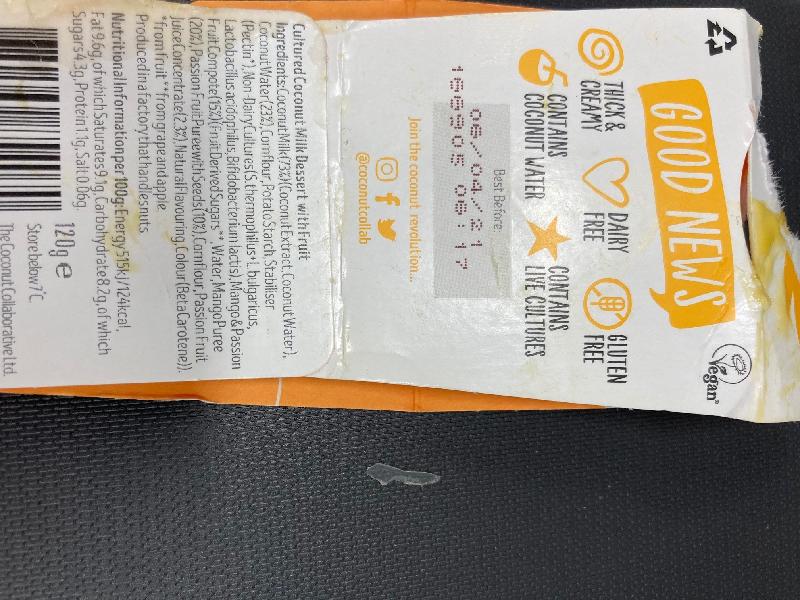 GOOD NEWS
THICK &
CREAMY
DAIRY
FREE
GLUTEN
FREE
CONTAINS
COCONUT WATER
CONTAINS
LIVE CULTURES
Vegan
Best Before:
06/04/21
18890S 08:17
Join the coconut revolution...
@coconutcollab
Cultured Coconut Milk Dessert with Fruit
Ingredients: Coconut Milk (73%) (Coconut Extract, Coconut Water),
Coconut Water (23%), Cornflour, Potato Starch, Stabiliser
(Pectin*), Non-Dairy Cultures (S. thermophilus + L. bulgaricus,
Lactobacillus acidophilus, Bifidobacterium lactis), Mango & Passion
Fruit Compote (15%) (Fruit Derived Sugars**, Water, Mango Puree
(20%), Passion Fruit Puree with Seeds (10%), Cornflour, Passion Fruit
Juice Concentrate (2.3%), Natural Flavouring, Colour (Beta Carotene)).
*from fruit **from grape and apple
Produced in a factory that handles nuts
Nutritional Information per 100g: Energy 515kJ/124kcal,
Fat 9.6g, of which Saturates 9.1g, Carbohydrate 8.2g, of which
Sugars 4.3g, Protein 1.1g, Salt 0.06g.
120g e
Store below 7°C
The Coconut Collaborative Ltd.